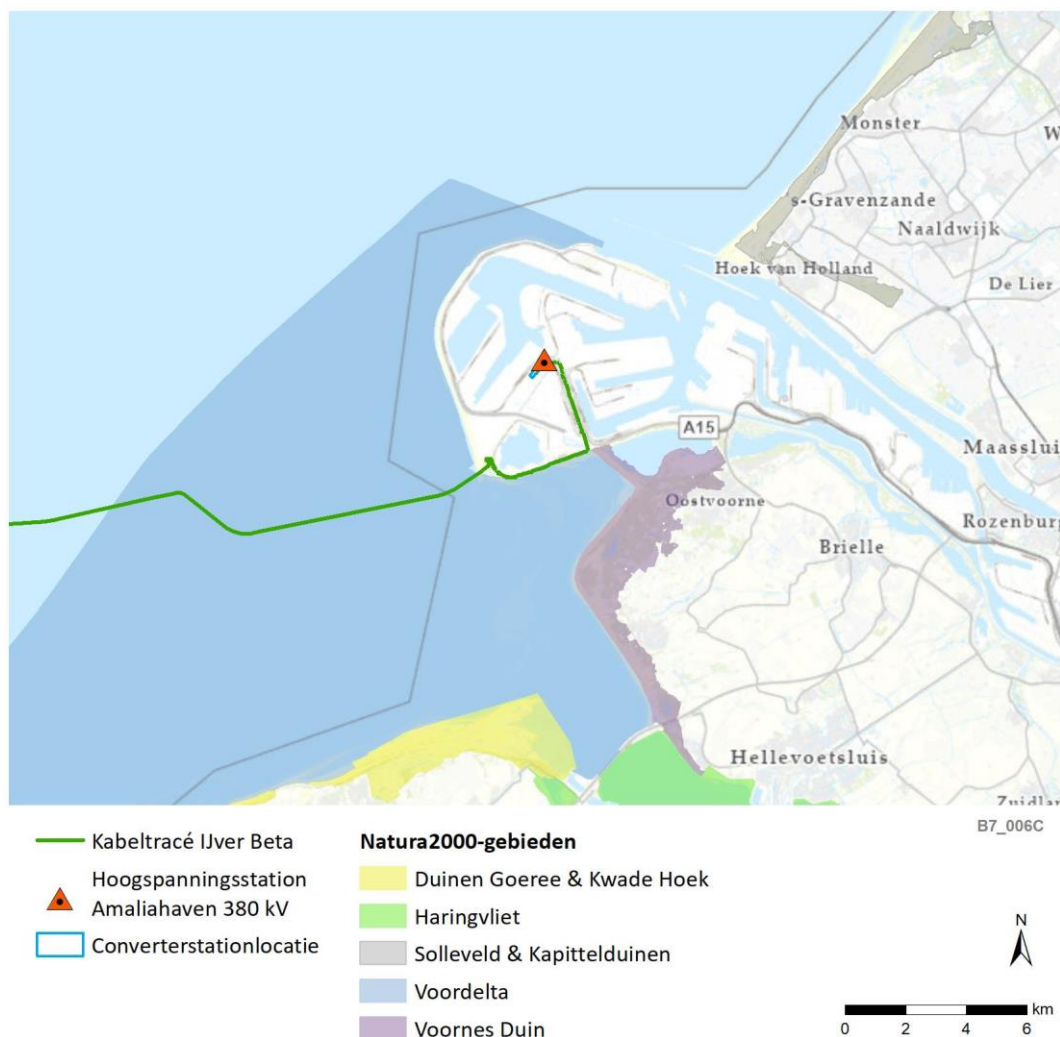 Monster
W
's-Gravenzande
Naaldwijk
Hoek van Holland
De Lier
A15
Maassluis
Oostvoorne
Rozenburg
Brielle
Hellevoetsluis
Zuidlan
B7_006C
Kabeltracé IJver Beta
Hoogspanningsstation
Amaliahaven 380 kV
Converterstationlocatie
Natura2000-gebieden
Duinen Goeree & Kwade Hoek
Haringvliet
Solleveld & Kapittelduinen
Voordelta
Voornes Duin
N
km
0 2 4 6